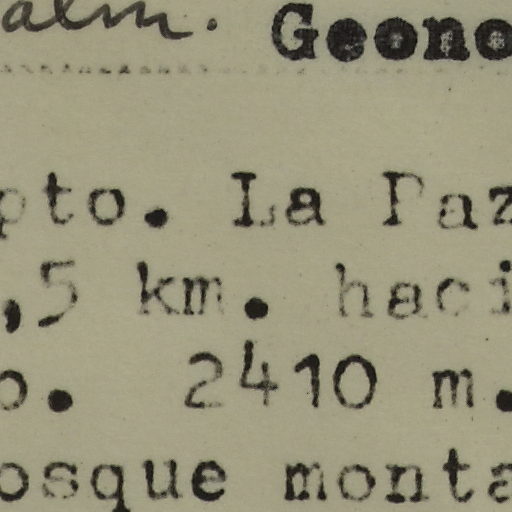 alm. Geono
pto. La Paz
,5 km. haci
o. 2410 m.
osque monta